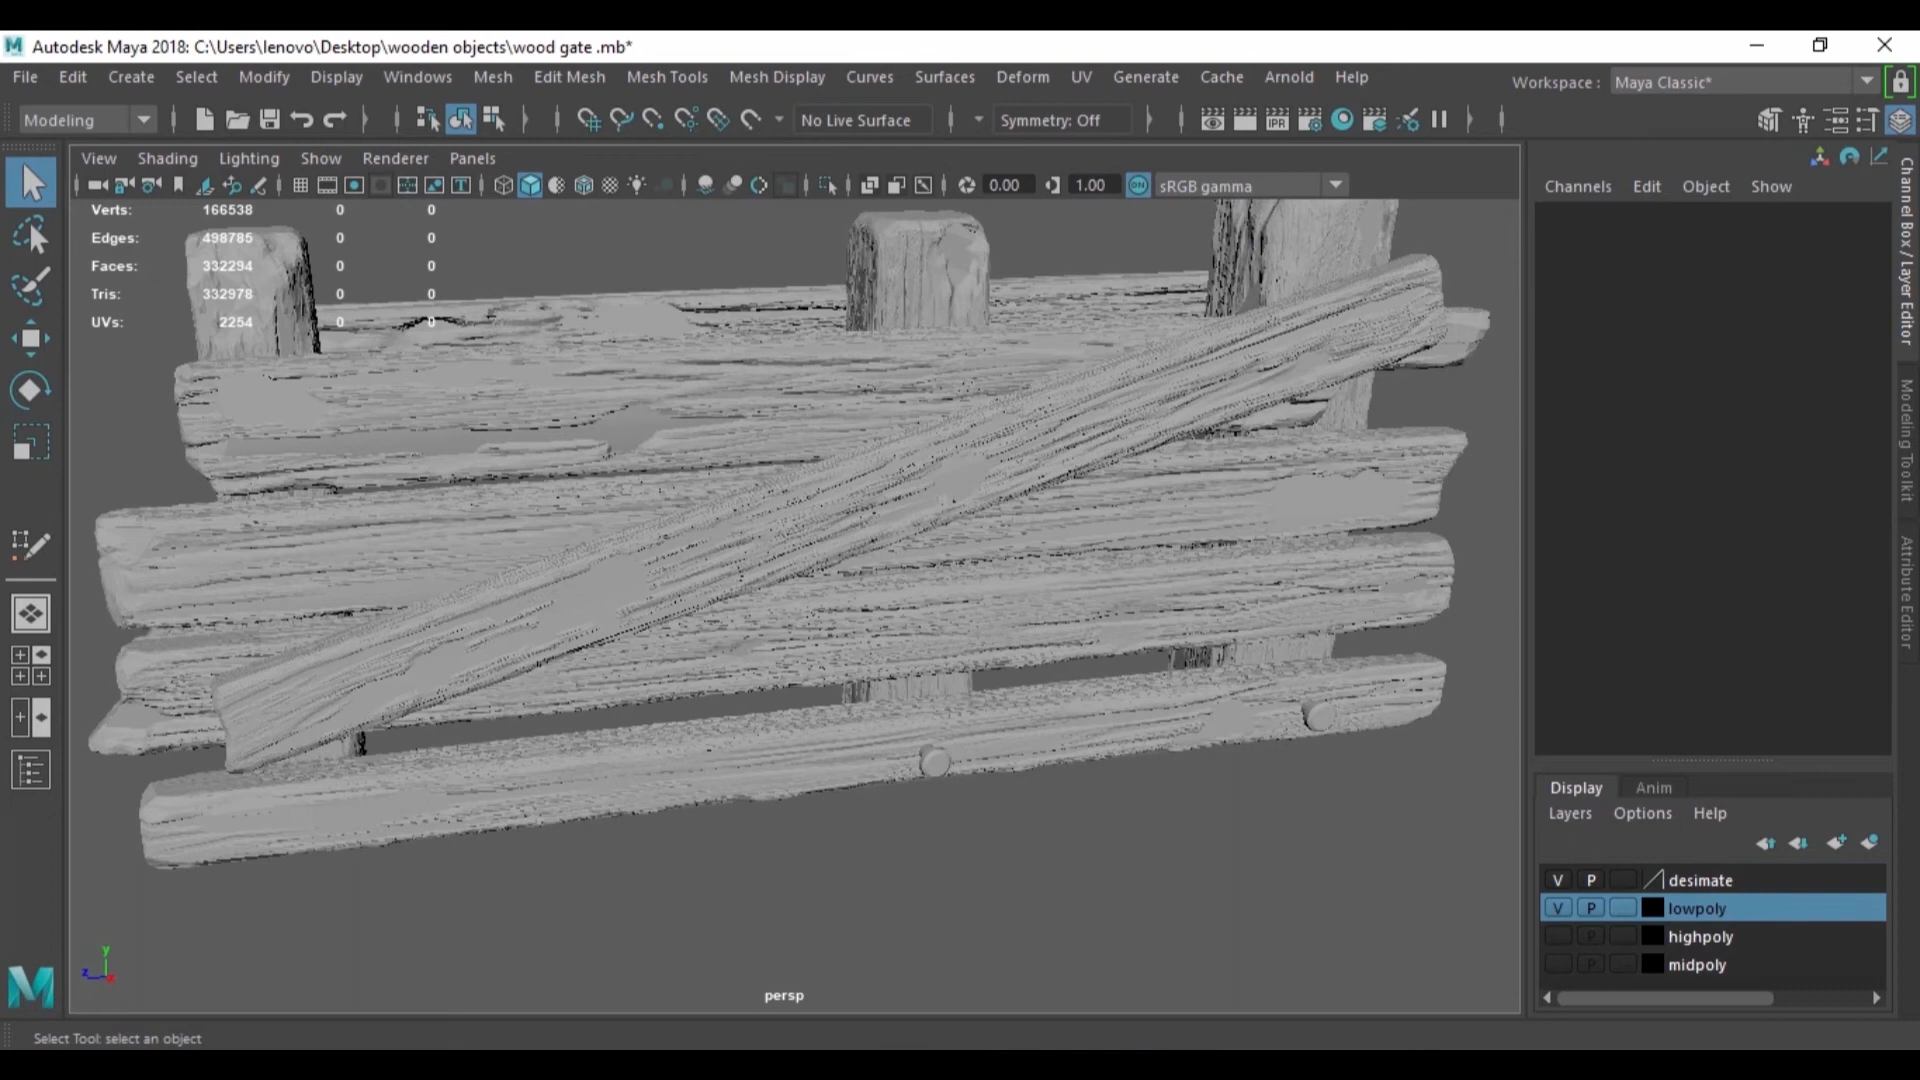 Autodesk Maya 2018: C:\Users\lenovo\Desktop\wooden objects\wood gate .mb*
File Edit Create Select Modify Display Windows Mesh Edit Mesh Mesh Tools Mesh Display Curves Surfaces Deform UV Generate Cache Arnold Help
Workspace : Maya Classic*
Modeling No Live Surface Symmetry: Off IPR
View Shading Lighting Show Renderer Panels
T 0.00 1.00 ON sRGB gamma
Verts: 166538 0 0
Edges: 498785 0 0
Faces: 332294 0 0
Tris: 332978 0 0
UVs: 2254 0 0
y
z x
persp
Channels Edit Object Show
Channel Box / Layer Editor
Modeling Toolkit
Attribute Editor
Display Anim
Layers Options Help
V P desimate
V P lowpoly
P highpoly
P midpoly
M
Select Tool: select an object